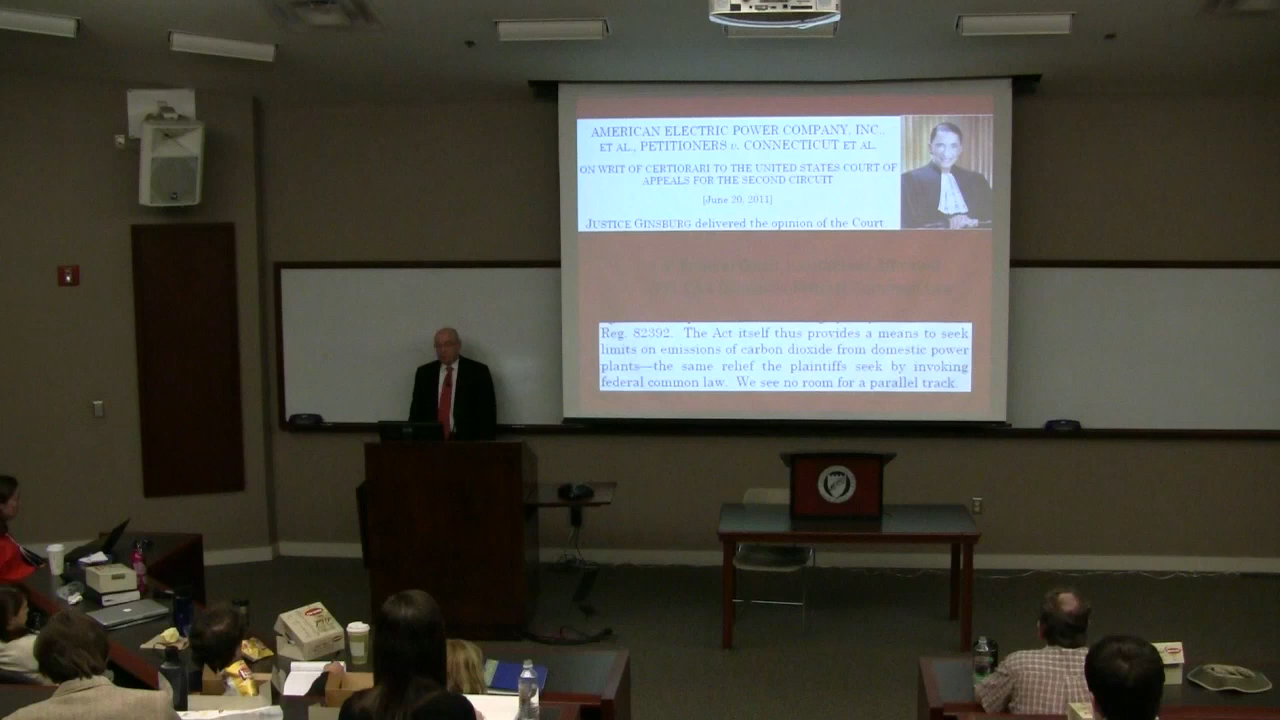 AMERICAN ELECTRIC POWER COMPANY, INC.,
ET AL., PETITIONERS v. CONNECTICUT ET AL.
ON WRIT OF CERTIORARI TO THE UNITED STATES COURT OF
APPEALS FOR THE SECOND CIRCUIT
[June 20, 2011]
JUSTICE GINSBURG delivered the opinion of the Court
Reg. 82392. The Act itself thus provides a means to seek
limits on emissions of carbon dioxide from domestic power
plants—the same relief the plaintiffs seek by invoking
federal common law. We see no room for a parallel track.